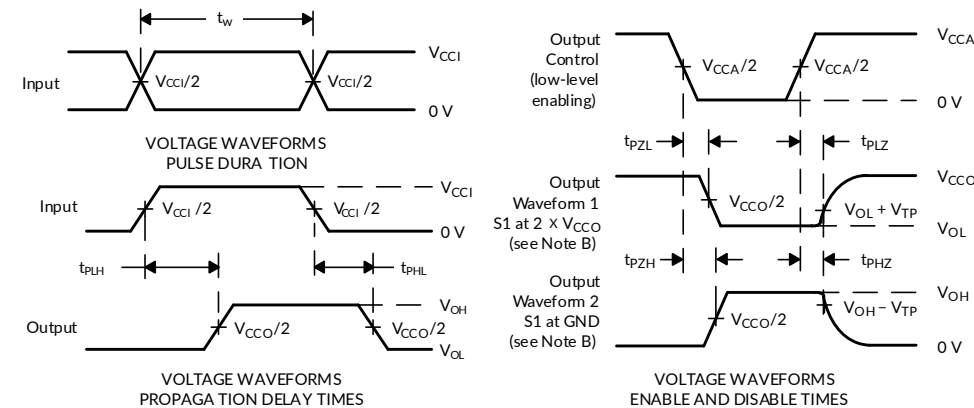 t_w
V_CCI
Input
V_CCI/2
V_CCI/2
0 V
VOLTAGE WAVEFORMS
PULSE DURA TION
V_CCI
Input
V_CCI /2
V_CCI /2
0 V
t_PLH
t_PHL
V_OH
Output
V_CCO/2
V_CCO/2
V_OL
VOLTAGE WAVEFORMS
PROPAGA TION DELAY TIMES
Output
Control
(low-level
enabling)
V_CCA
V_CCA/2
V_CCA/2
0 V
t_PZL
t_PLZ
Output
Waveform 1
S1 at 2 x V_CCO
(see Note B)
V_CCO
V_CCO/2
V_OL + V_TP
V_OL
t_PZH
t_PHZ
Output
Waveform 2
S1 at GND
(see Note B)
V_OH
V_OH – V_TP
V_CCO/2
0 V
VOLTAGE WAVEFORMS
ENABLE AND DISABLE TIMES